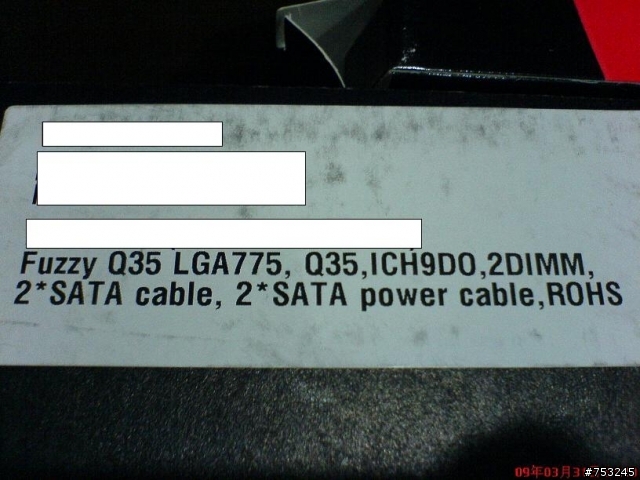 Fuzzy Q35 LGA775, Q35,ICH9DO,2DIMM,
2*SATA cable, 2*SATA power cable,ROHS
09年03月3
#753245